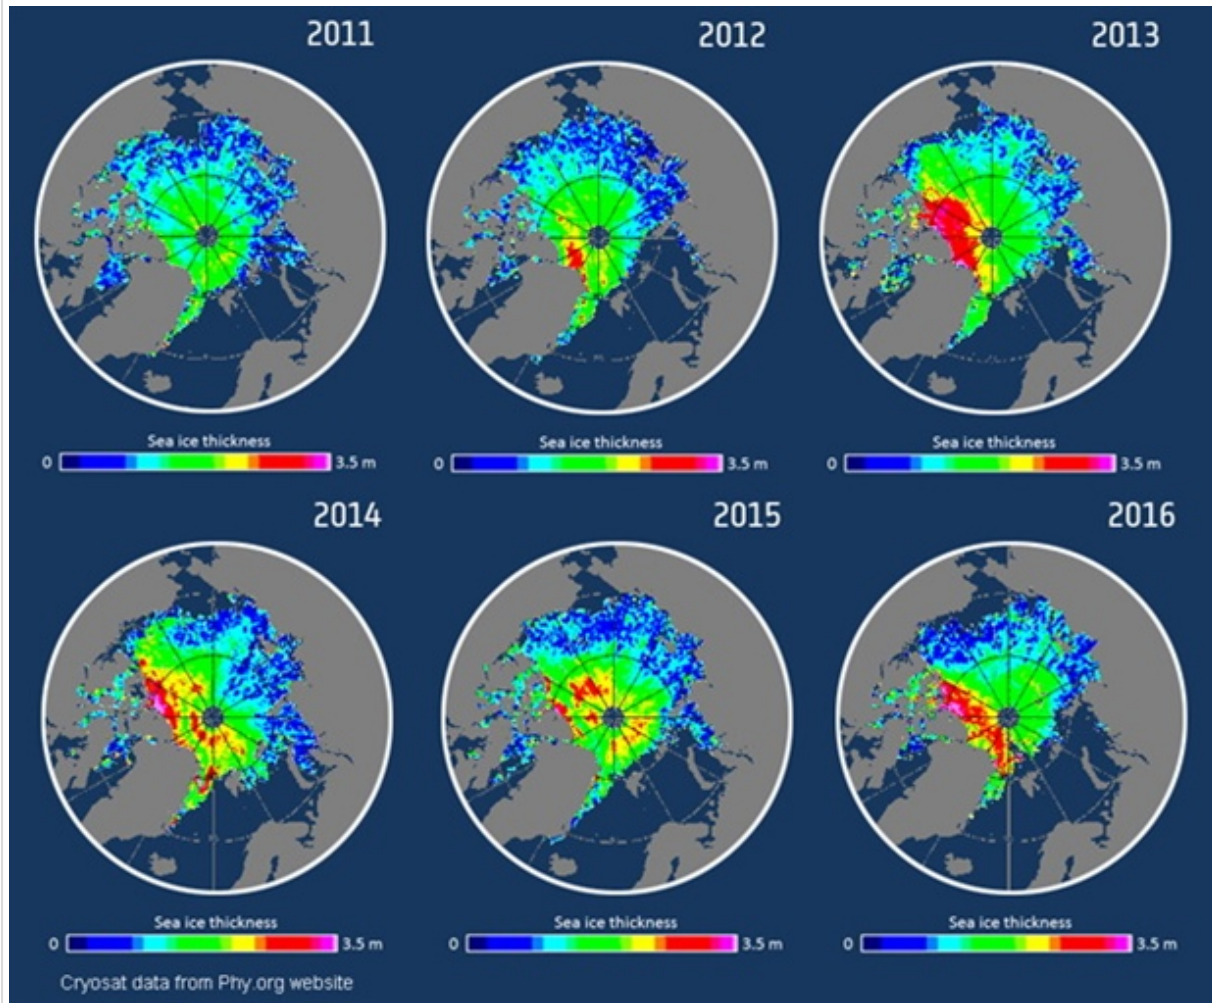 2011
2012
2013
Sea ice thickness
0 3.5 m
Sea ice thickness
0 3.5 m
Sea ice thickness
0 3.5 m
2014
2015
2016
Sea ice thickness
0 3.5 m
Sea ice thickness
0 3.5 m
Sea ice thickness
0 3.5 m
Cryosat data from Phy.org website